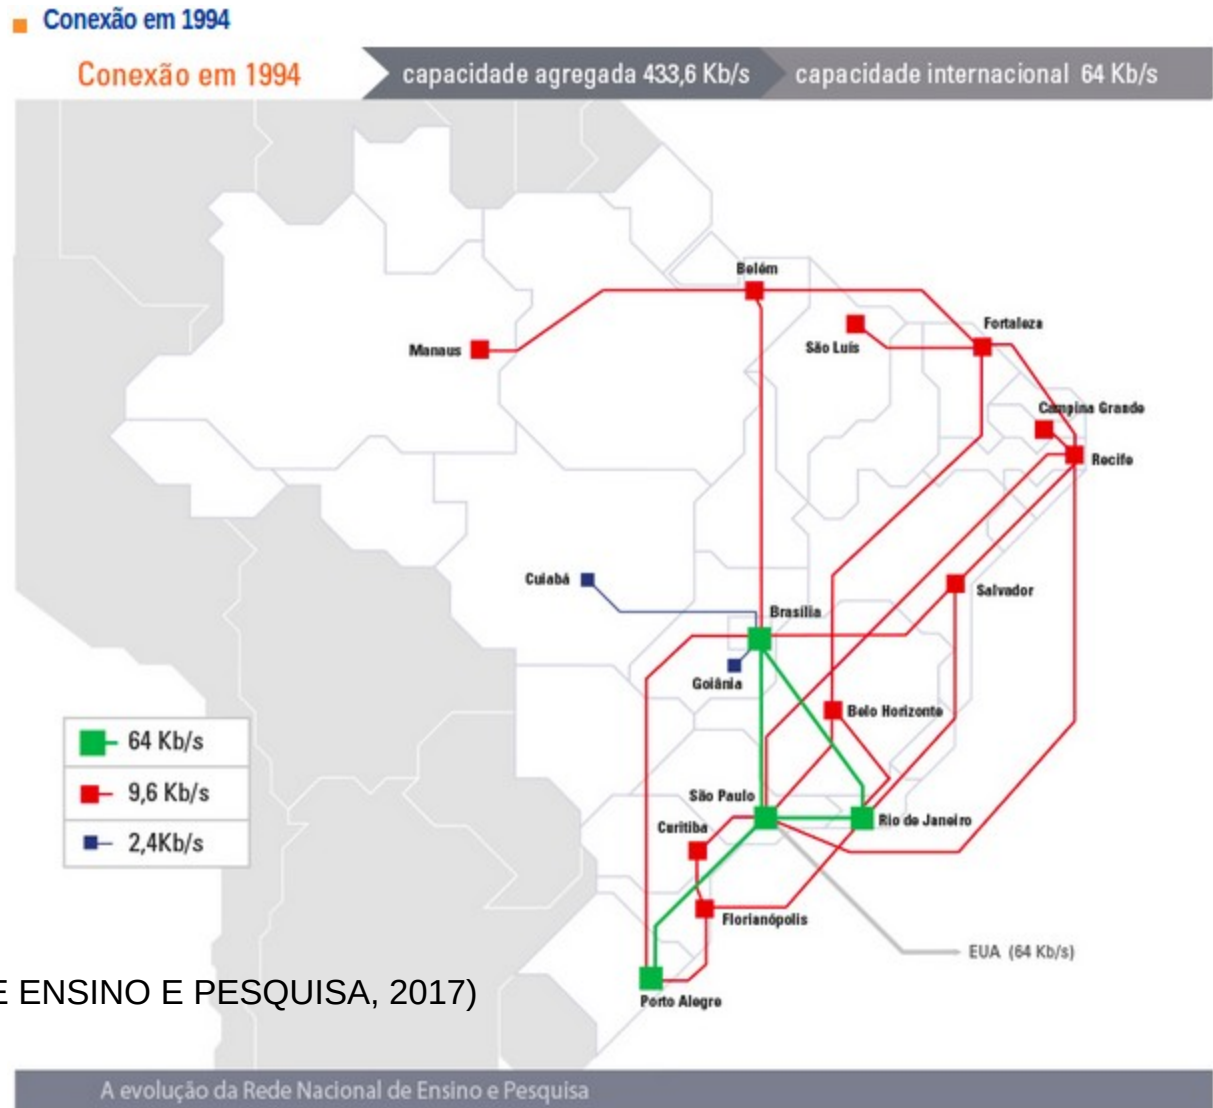 Conexão em 1994
Conexão em 1994
capacidade agregada 433,6 Kb/s
capacidade internacional 64 Kb/s
Belém
Fortaleza
São Luís
Manaus
Campina Grande
Recife
Cuiabá
Salvador
Brasília
Goiânia
Belo Horizonte
64 Kb/s
9,6 Kb/s
2,4Kb/s
São Paulo
Rio de Janeiro
Curitiba
Florianópolis
EUA (64 Kb/s)
E ENSINO E PESQUISA, 2017)
Porto Alegre
A evolução da Rede Nacional de Ensino e Pesquisa